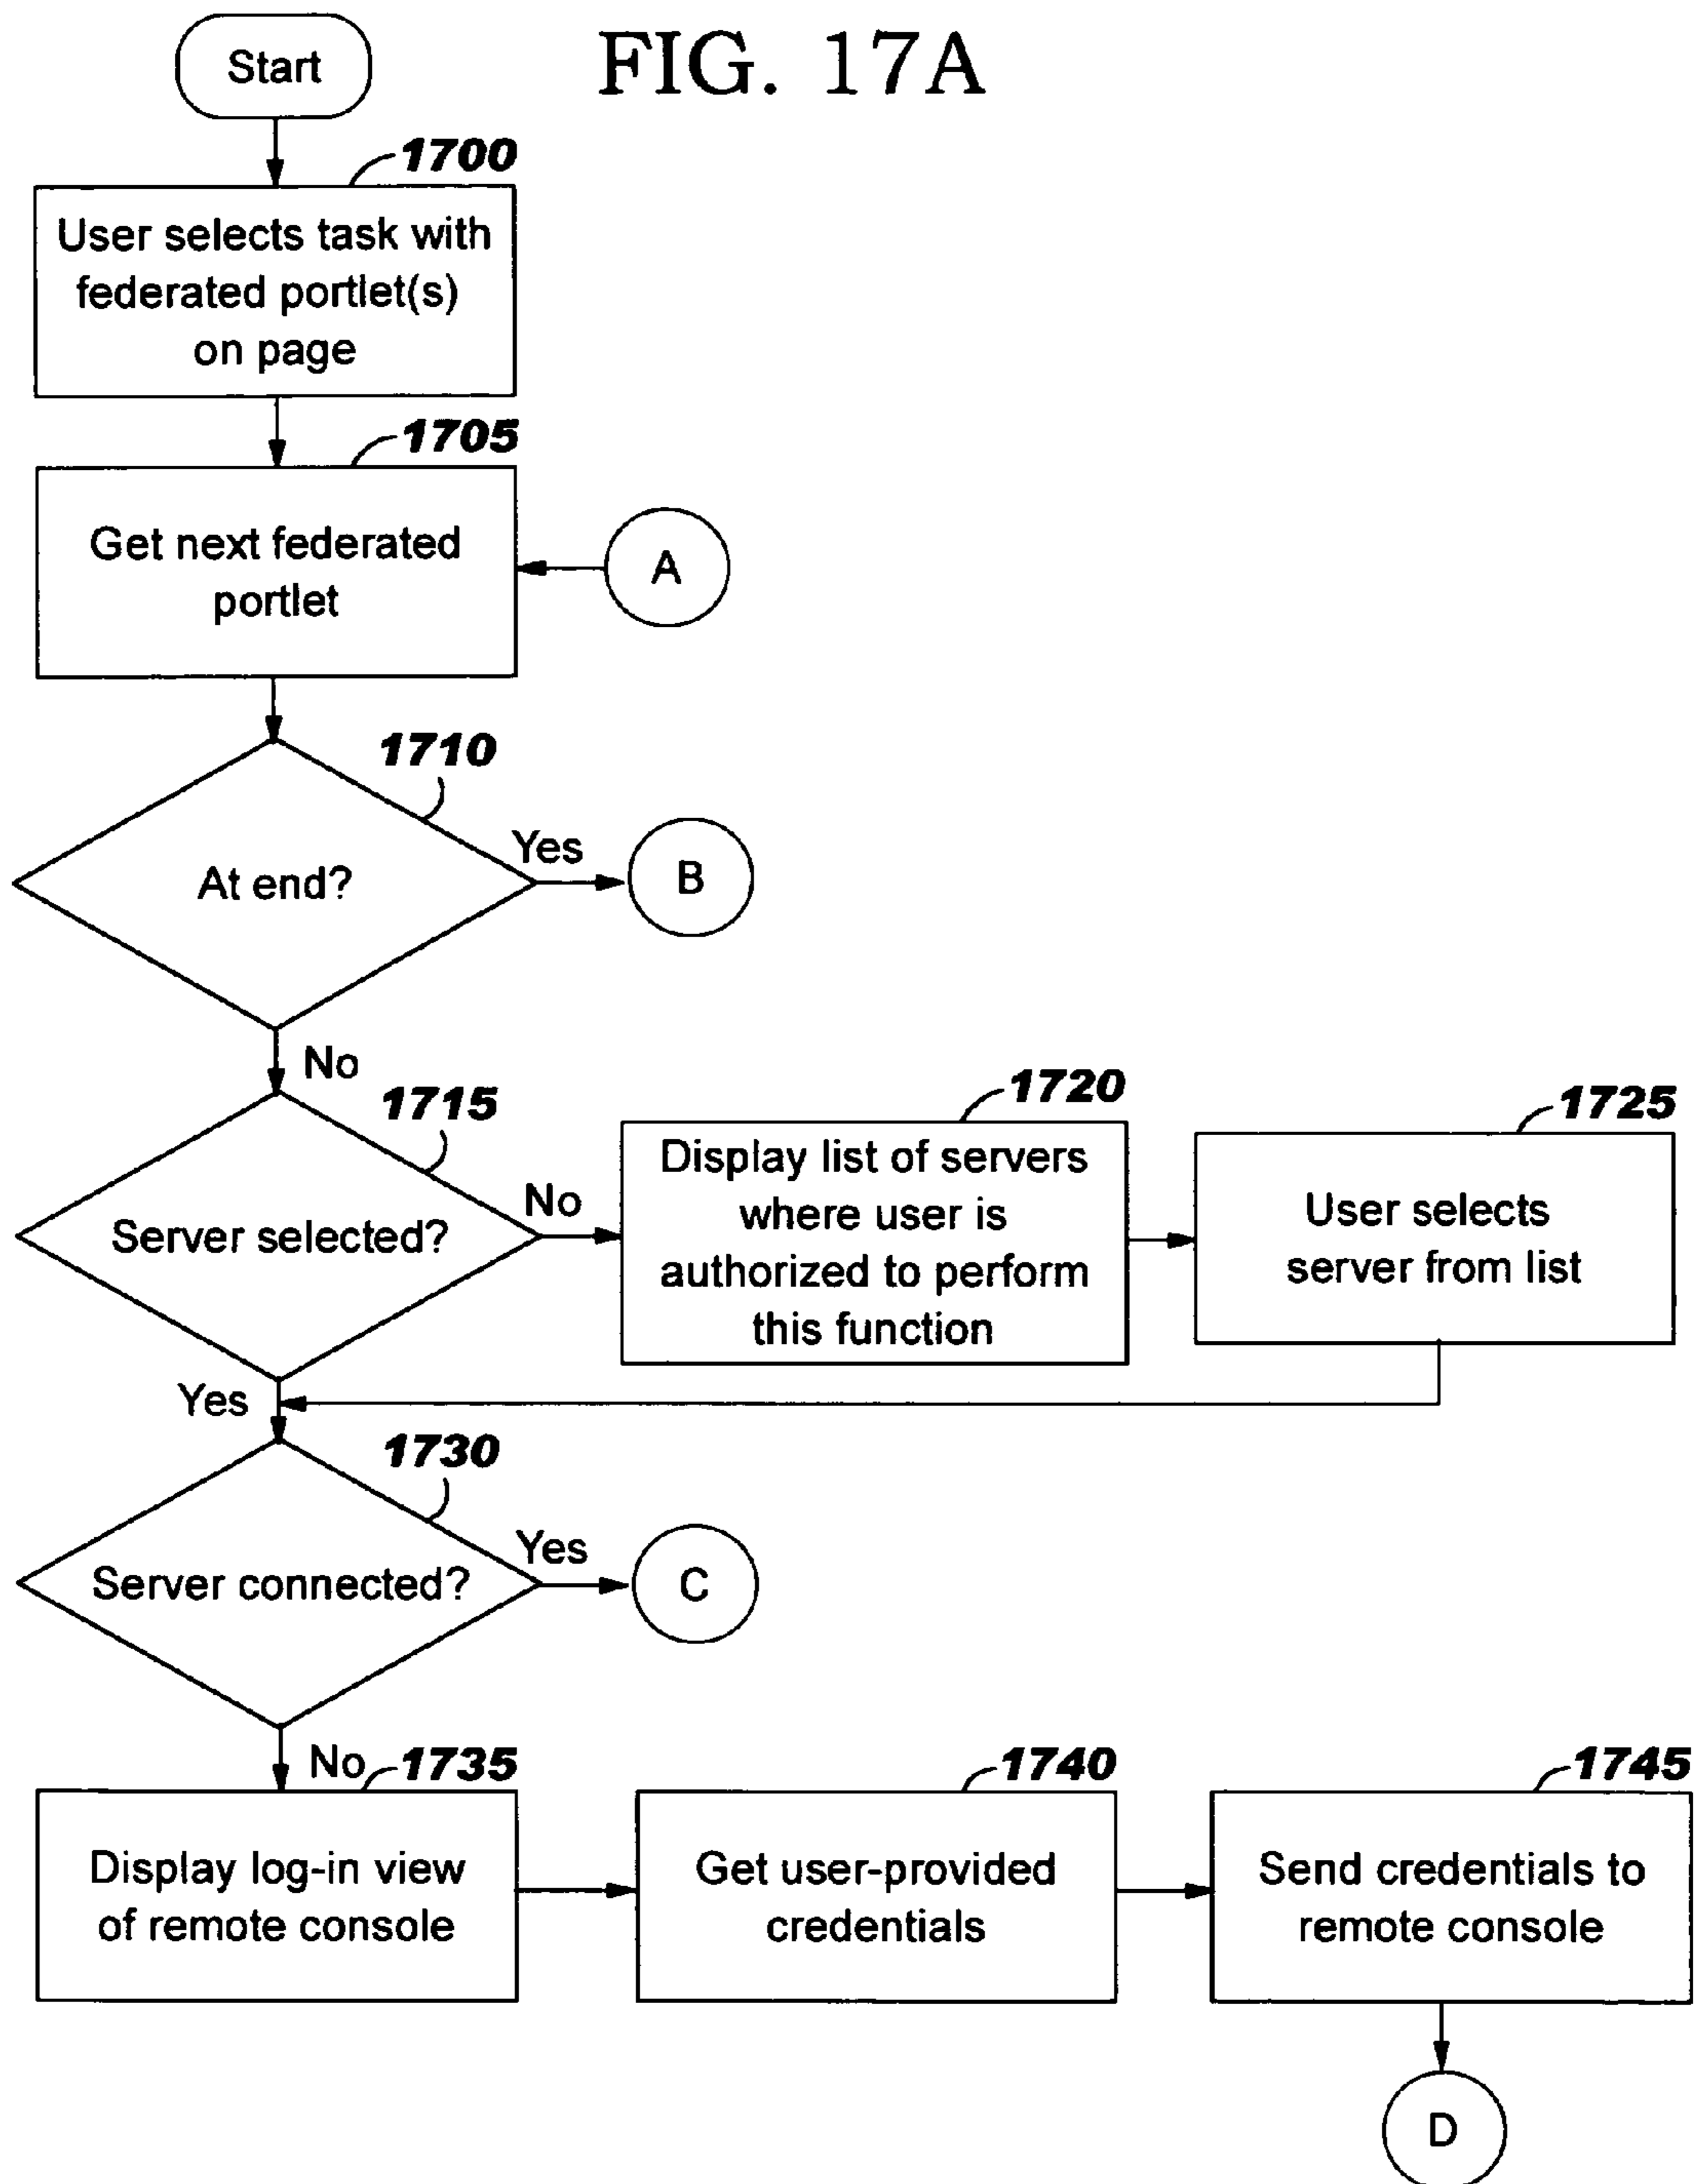 Start
FIG. 17A
1700
User selects task with
federated portlet(s)
on page
1705
Get next federated
portlet
A
1710
At end?
Yes
B
No
1715
Server selected?
No
1720
Display list of servers
where user is
authorized to perform
this function
1725
User selects
server from list
Yes
1730
Server connected?
Yes
C
No
1735
Display log-in view
of remote console
1740
Get user-provided
credentials
1745
Send credentials to
remote console
D